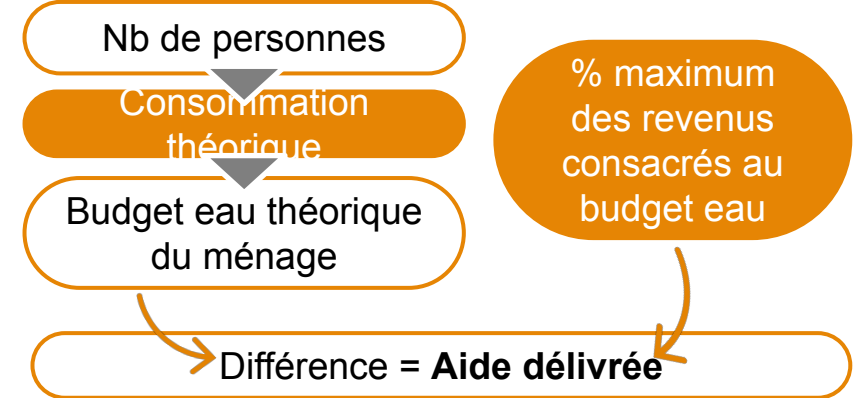 Nb de personnes
Consommation
théorique
Budget eau théorique
du ménage
% maximum
des revenus
consacrés au
budget eau
Différence = Aide délivrée